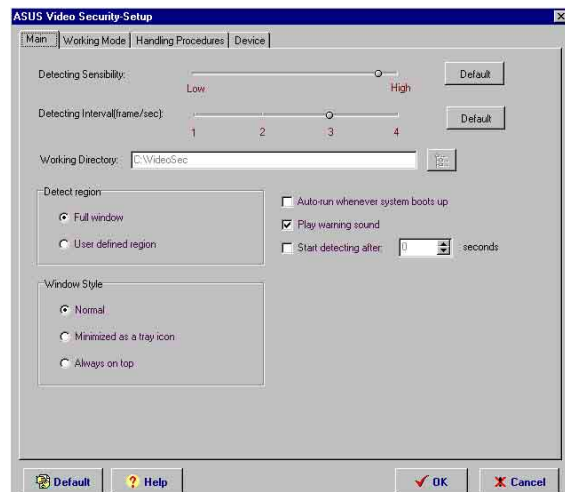 ASUS Video Security-Setup
Main Working Mode Handling Procedures Device
Detecting Sensibility:
Default
Low High
Detecting Interval(frame/sec):
Default
1 2 3 4
Working Directory: C:\VideoSec
Detect region
Full window
User defined region
Auto-run whenever system boots up
Play warning sound
Start detecting after: 0 seconds
Window Style
Normal
Minimized as a tray icon
Always on top
Default ? Help OK Cancel